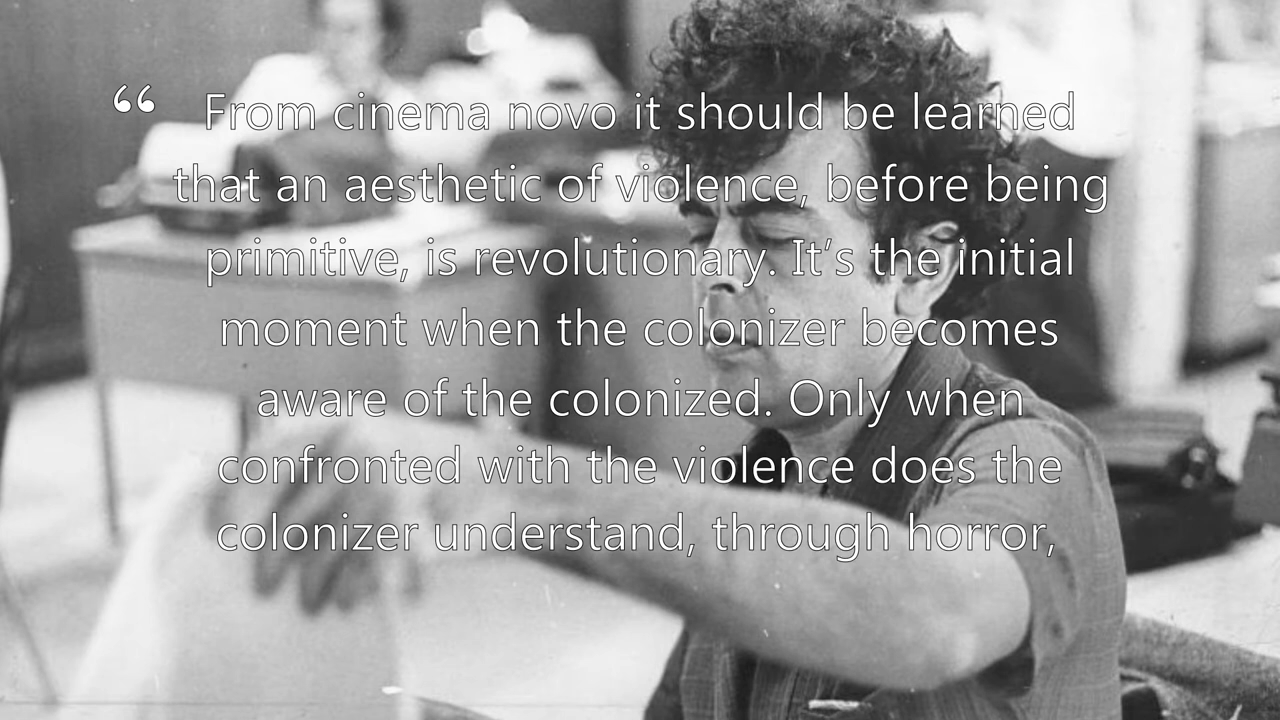 “ From cinema novo it should be learned
that an aesthetic of violence, before being
primitive, is revolutionary. It’s the initial
moment when the colonizer becomes
aware of the colonized. Only when
confronted with the violence does the
colonizer understand, through horror,